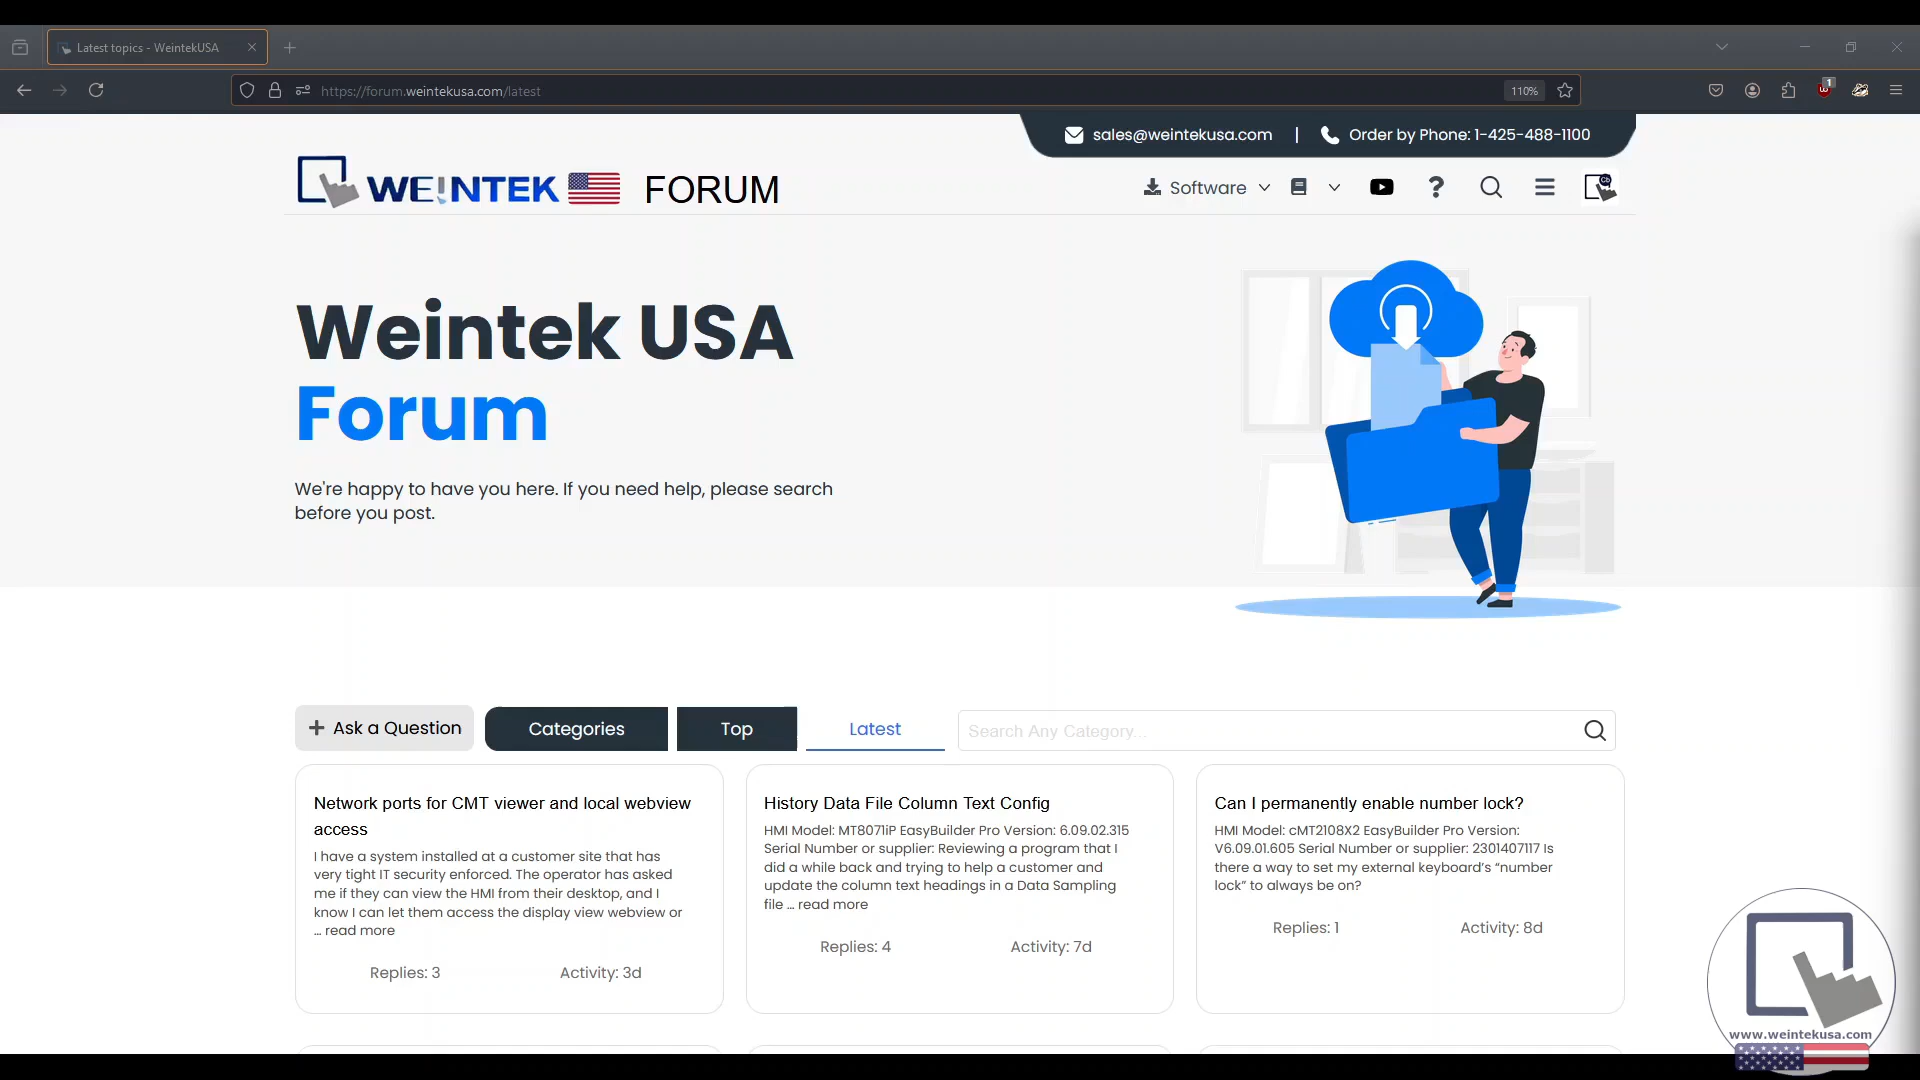 Latest topics - WeintekUSA
https://forum.weintekusa.com/latest
110%
1
sales@weintekusa.com | Order by Phone: 1-425-488-1100
WEINTEK FORUM
Software
Cb
Weintek USA
Forum
We're happy to have you here. If you need help, please search
before you post.
Ask a Question
Categories
Top
Latest
Search Any Category...
Network ports for CMT viewer and local webview
access
I have a system installed at a customer site that has
very tight IT security enforced. The operator has asked
me if they can view the HMI from their desktop, and I
know I can let them access the display view webview or
... read more
Replies: 3 Activity: 3d
History Data File Column Text Config
HMI Model: MT8071iP EasyBuilder Pro Version: 6.09.02.315
Serial Number or supplier: Reviewing a program that I
did a while back and trying to help a customer and
update the column text headings in a Data Sampling
file ... read more
Replies: 4 Activity: 7d
Can I permanently enable number lock?
HMI Model: cMT2108X2 EasyBuilder Pro Version:
V6.09.01.605 Serial Number or supplier: 2301407117 Is
there a way to set my external keyboard's “number
lock” to always be on?
Replies: 1 Activity: 8d
www.weintekusa.com